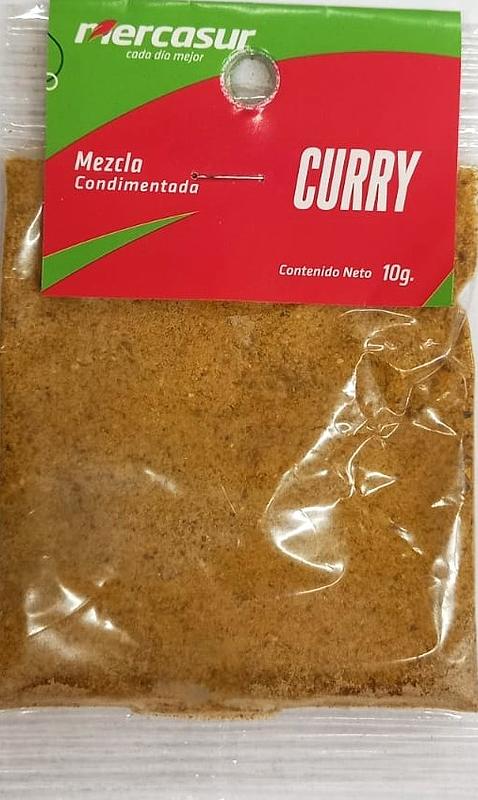 mercasur
cada día mejor
Mezcla
Condimentada
CURRY
Contenido Neto 10g.